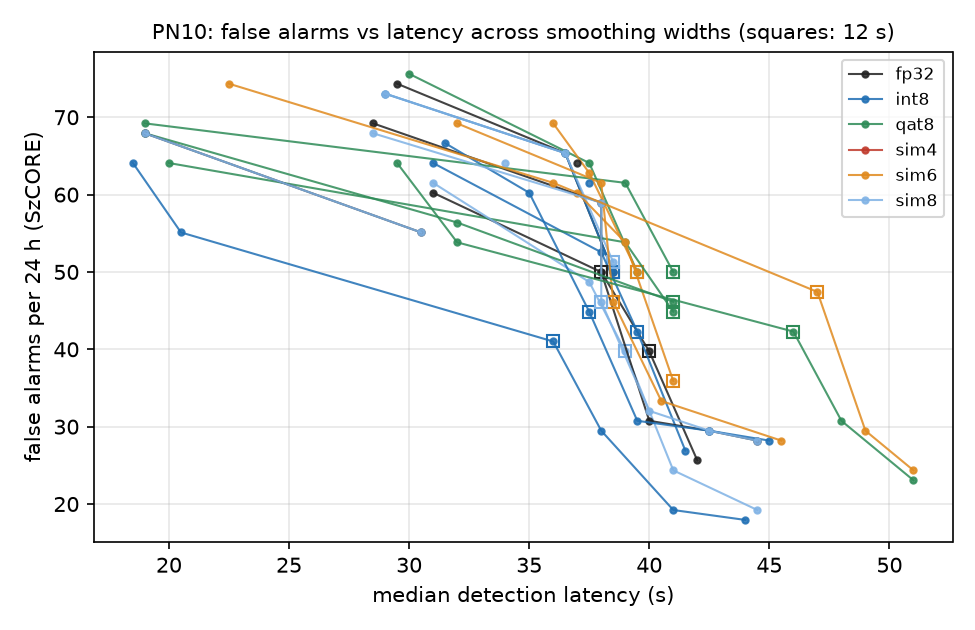 PN10: false alarms vs latency across smoothing widths (squares: 12 s)
false alarms per 24 h (SzCORE)
70
60
50
40
30
20
fp32
int8
qat8
sim4
sim6
sim8
20 25 30 35 40 45 50
median detection latency (s)